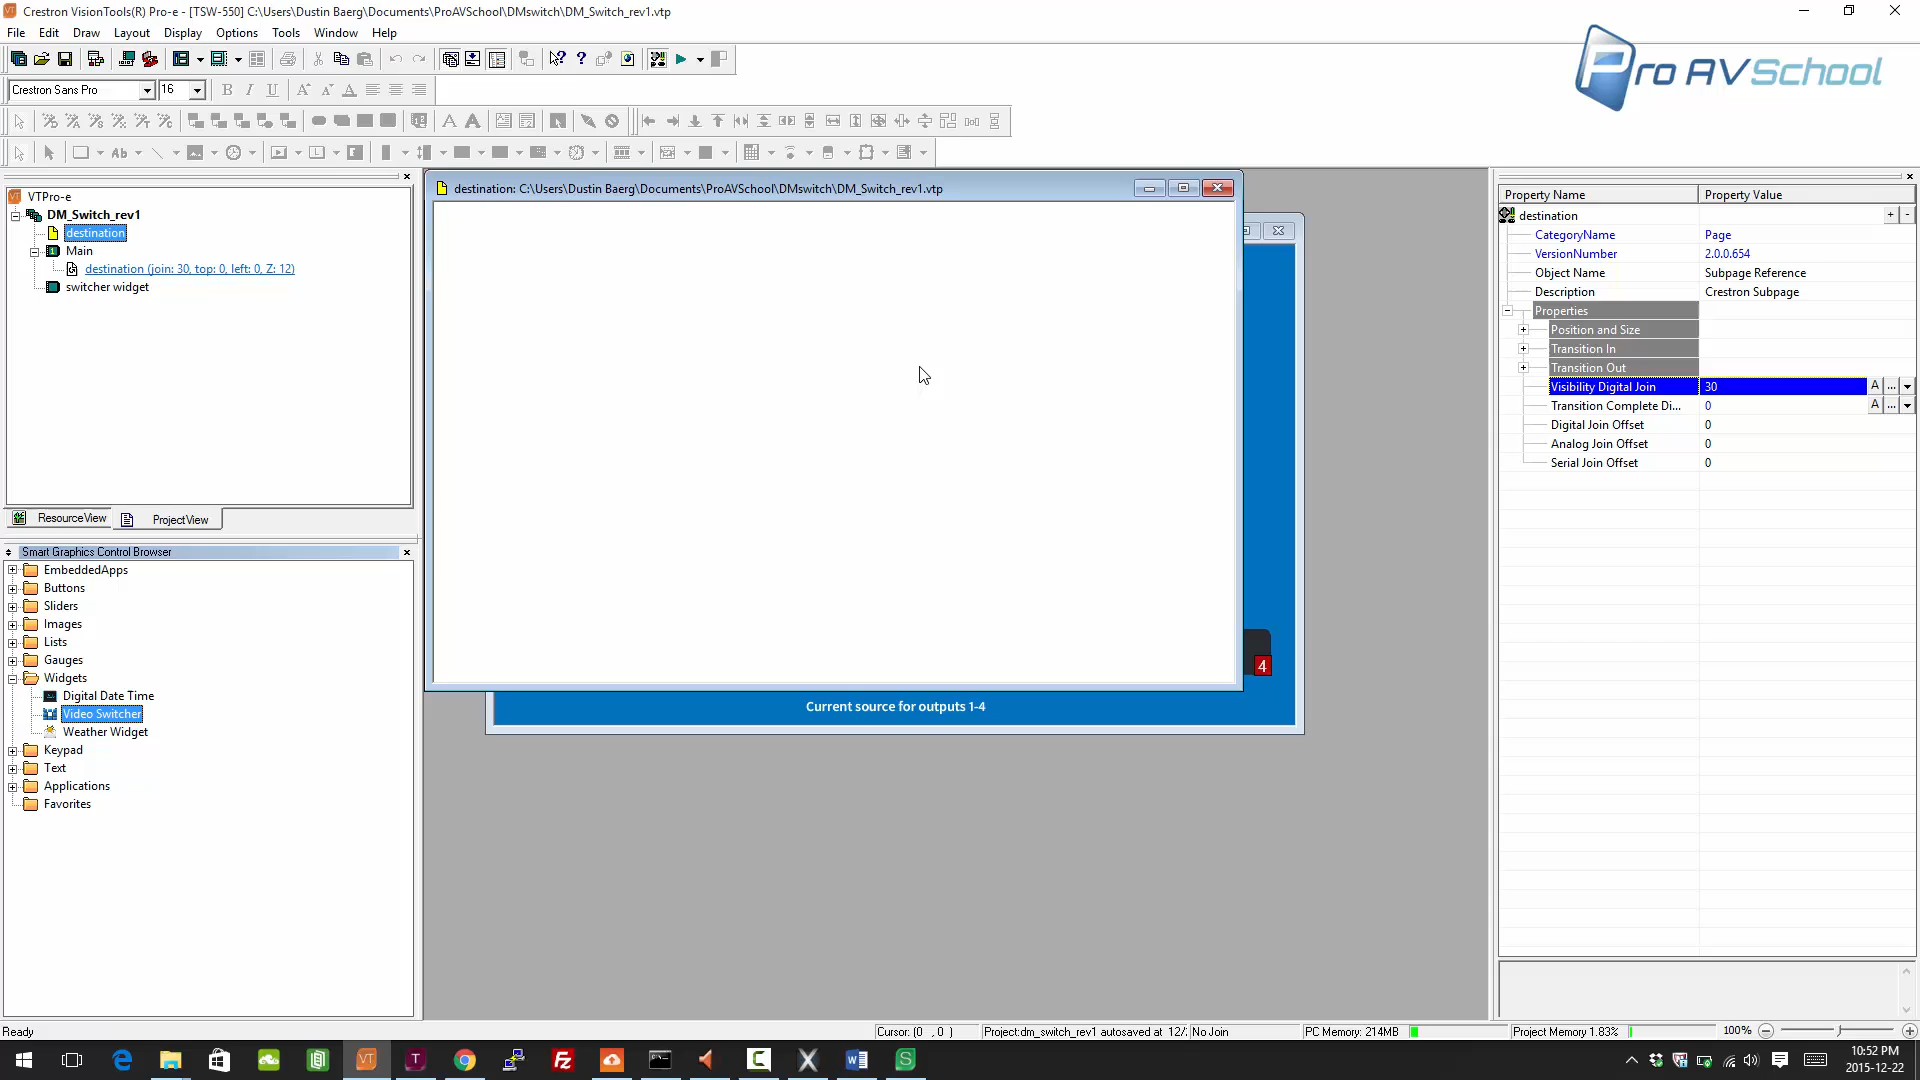 Crestron VisionTools(R) Pro-e - [TSW-550] C:\Users\Dustin Baerg\Documents\ProAVSchool\DMswitch\DM_Switch_rev1.vtp
File Edit Draw Layout Display Options Tools Window Help
Pro AVSchool
Crestron Sans Pro 16 B I U
VTPro-e
DM_Switch_rev1
destination
Main
destination (join: 30, top: 0, left: 0, Z: 12)
switcher widget
ResourceView ProjectView
Smart Graphics Control Browser
EmbeddedApps
Buttons
Sliders
Images
Lists
Gauges
Widgets
Digital Date Time
Video Switcher
Weather Widget
Keypad
Text
Applications
Favorites
destination: C:\Users\Dustin Baerg\Documents\ProAVSchool\DMswitch\DM_Switch_rev1.vtp
4
Current source for outputs 1-4
Property Name Property Value
destination + -
CategoryName Page
VersionNumber 2.0.0.654
Object Name Subpage Reference
Description Crestron Subpage
Properties
Position and Size
Transition In
Transition Out
Visibility Digital Join 30 A ...
Transition Complete Di... 0 A ...
Digital Join Offset 0
Analog Join Offset 0
Serial Join Offset 0
Ready Cursor: (0 , 0 ) Project:dm_switch_rev1 autosaved at 12/ No Join PC Memory: 214MB Project Memory 1.83% 100%
10:52 PM
2015-12-22